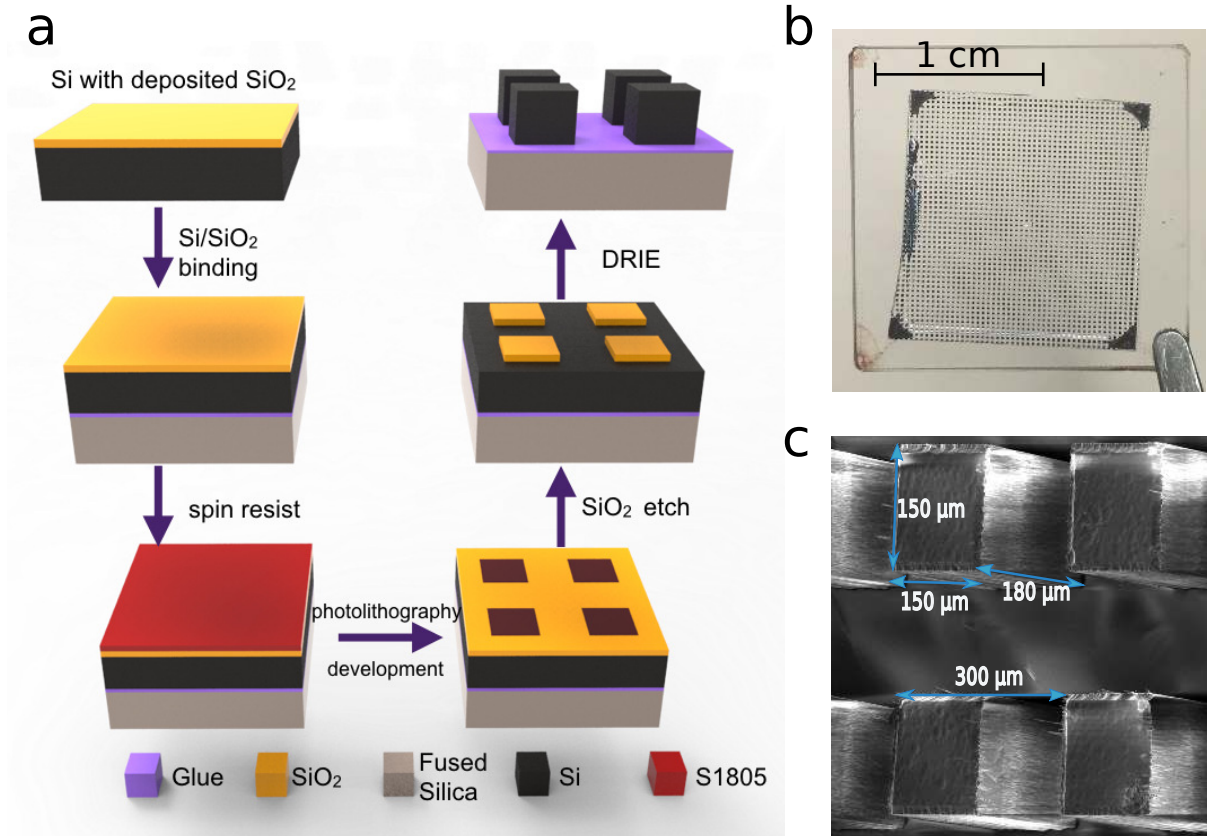 a
Si with deposited SiO₂
Si/SiO₂
binding
spin resist
photolithography
development
SiO₂ etch
DRIE
Glue
SiO₂
Fused
Silica
Si
S1805
b
1 cm
c
150 μm
150 μm
180 μm
300 μm